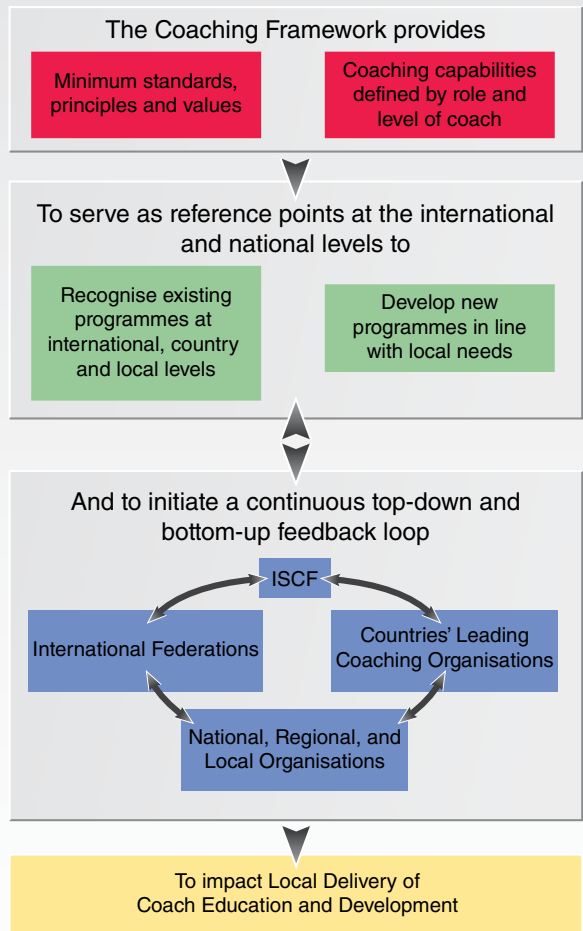 The Coaching Framework provides
Minimum standards,
principles and values
Coaching capabilities
defined by role and
level of coach
To serve as reference points at the international
and national levels to
Recognise existing
programmes at
international, country
and local levels
Develop new
programmes in line
with local needs
And to initiate a continuous top-down and
bottom-up feedback loop
ISCF
International Federations
Countries’ Leading
Coaching Organisations
National, Regional, and
Local Organisations
To impact Local Delivery of
Coach Education and Development